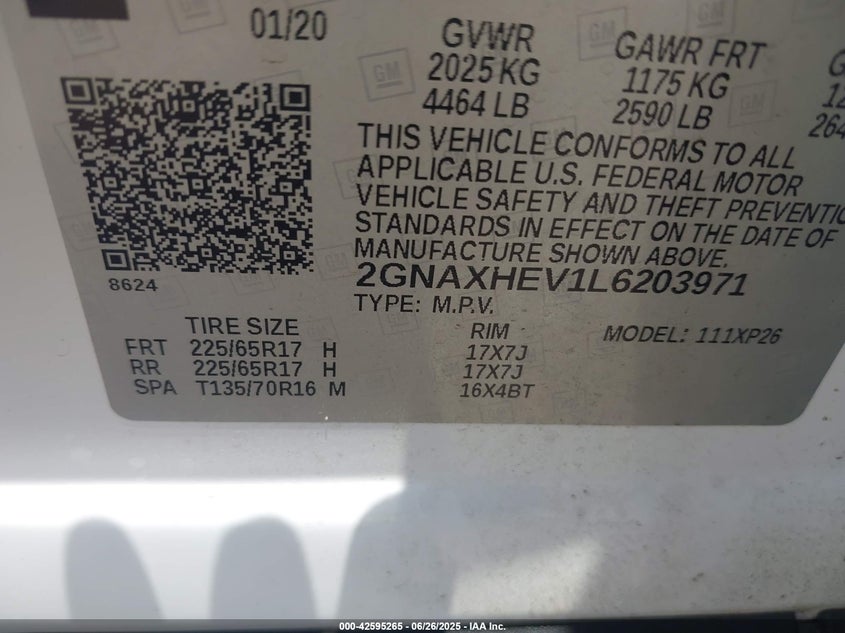 01/20
GVWR
2025 KG
4464 LB
GAWR FRT
1175 KG
2590 LB
THIS VEHICLE CONFORMS TO ALL
APPLICABLE U.S. FEDERAL MOTOR
VEHICLE SAFETY AND THEFT PREVENTIO
STANDARDS IN EFFECT ON THE DATE OF
MANUFACTURE SHOWN ABOVE.
2GNAXHEV1L6203971
TYPE: M.P.V.
8624
TIRE SIZE RIM MODEL: 111XP26
FRT 225/65R17 H 17X7J
RR 225/65R17 H 17X7J
SPA T135/70R16 M 16X4BT
GM
000-42595265 - 06/26/2025 - IAA Inc.